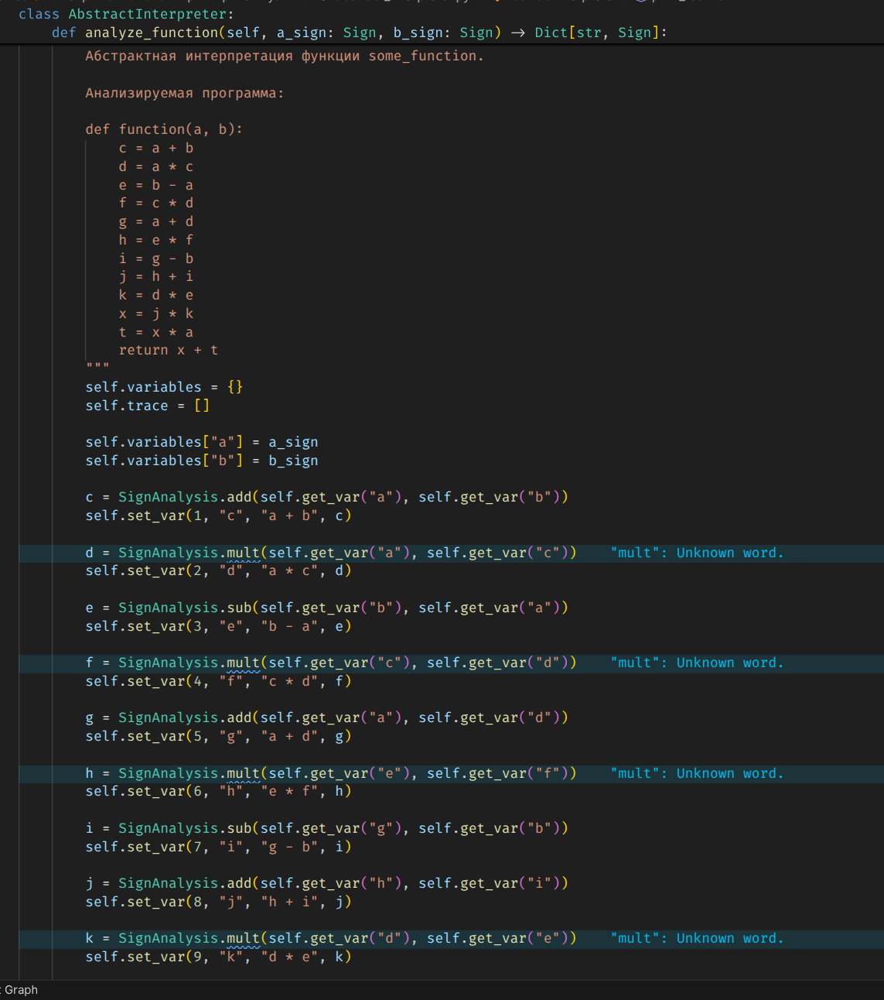 class AbstractInterpreter:
def analyze_function(self, a_sign: Sign, b_sign: Sign) → Dict[str, Sign]:
Абстрактная интерпретация функции some_function.
Анализируемая программа:
def function(a, b):
c = a + b
d = a * c
e = b - a
f = c * d
g = a + d
h = e * f
i = g - b
j = h + i
k = d * e
x = j * k
t = x * a
return x + t
"""
self.variables = {}
self.trace = []
self.variables["a"] = a_sign
self.variables["b"] = b_sign
c = SignAnalysis.add(self.get_var("a"), self.get_var("b"))
self.set_var(1, "c", "a + b", c)
d = SignAnalysis.mult(self.get_var("a"), self.get_var("c")) "mult": Unknown word.
self.set_var(2, "d", "a * c", d)
e = SignAnalysis.sub(self.get_var("b"), self.get_var("a"))
self.set_var(3, "e", "b - a", e)
f = SignAnalysis.mult(self.get_var("c"), self.get_var("d")) "mult": Unknown word.
self.set_var(4, "f", "c * d", f)
g = SignAnalysis.add(self.get_var("a"), self.get_var("d"))
self.set_var(5, "g", "a + d", g)
h = SignAnalysis.mult(self.get_var("e"), self.get_var("f")) "mult": Unknown word.
self.set_var(6, "h", "e * f", h)
i = SignAnalysis.sub(self.get_var("g"), self.get_var("b"))
self.set_var(7, "i", "g - b", i)
j = SignAnalysis.add(self.get_var("h"), self.get_var("i"))
self.set_var(8, "j", "h + i", j)
k = SignAnalysis.mult(self.get_var("d"), self.get_var("e")) "mult": Unknown word.
self.set_var(9, "k", "d * e", k)
Graph